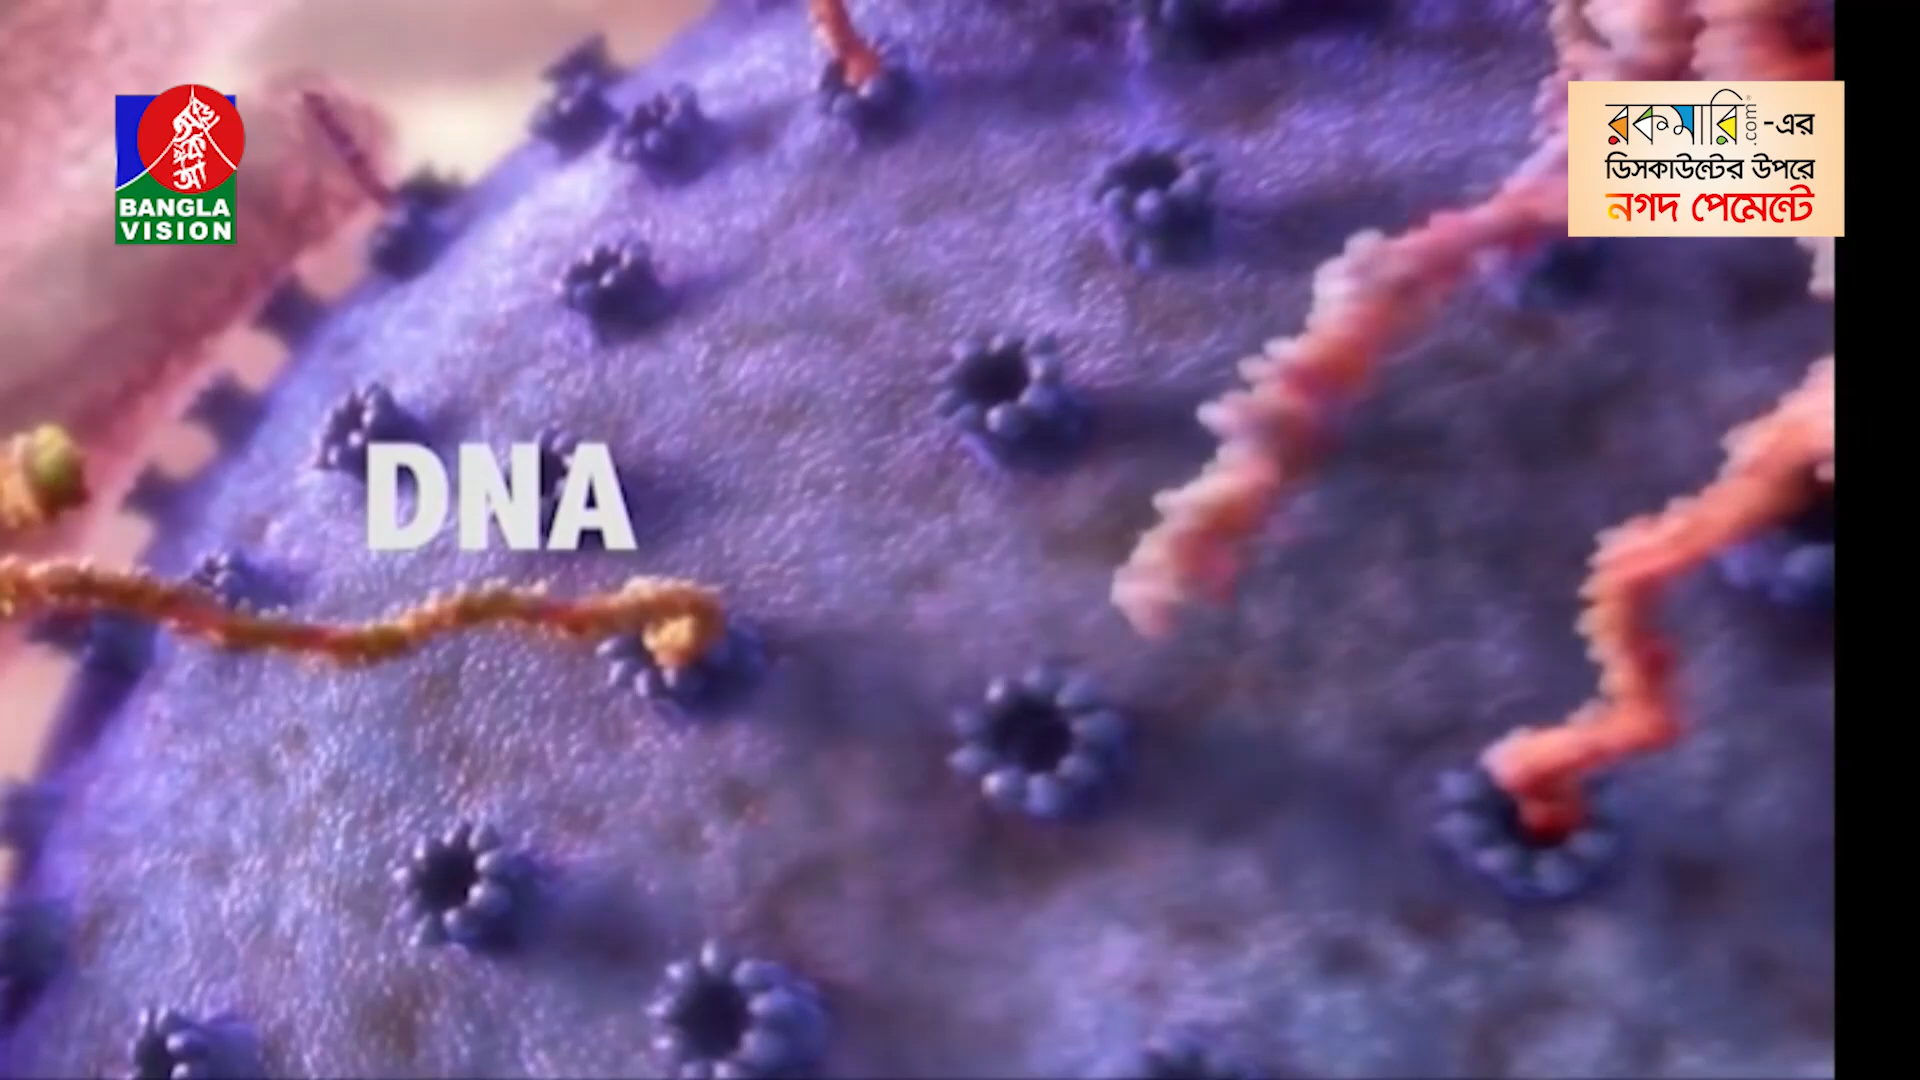 BANGLA
VISION
রকমারি.com-এর
ডিসকাউন্টের উপরে
নগদ পেমেন্টে
DNA